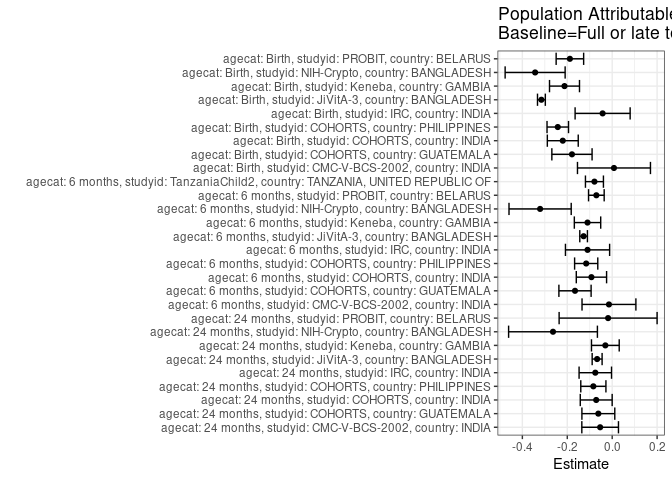 Population Attributable
Baseline=Full or late
agecat: Birth, studyid: PROBIT, country: BELARUS
agecat: Birth, studyid: NIH-Crypto, country: BANGLADESH
agecat: Birth, studyid: Keneba, country: GAMBIA
agecat: Birth, studyid: JiVitA-3, country: BANGLADESH
agecat: Birth, studyid: IRC, country: INDIA
agecat: Birth, studyid: COHORTS, country: PHILIPPINES
agecat: Birth, studyid: COHORTS, country: INDIA
agecat: Birth, studyid: COHORTS, country: GUATEMALA
agecat: Birth, studyid: CMC-V-BCS-2002, country: INDIA
agecat: 6 months, studyid: TanzaniaChild2, country: TANZANIA, UNITED REPUBLIC OF
agecat: 6 months, studyid: PROBIT, country: BELARUS
agecat: 6 months, studyid: NIH-Crypto, country: BANGLADESH
agecat: 6 months, studyid: Keneba, country: GAMBIA
agecat: 6 months, studyid: JiVitA-3, country: BANGLADESH
agecat: 6 months, studyid: IRC, country: INDIA
agecat: 6 months, studyid: COHORTS, country: PHILIPPINES
agecat: 6 months, studyid: COHORTS, country: INDIA
agecat: 6 months, studyid: COHORTS, country: GUATEMALA
agecat: 6 months, studyid: CMC-V-BCS-2002, country: INDIA
agecat: 24 months, studyid: PROBIT, country: BELARUS
agecat: 24 months, studyid: NIH-Crypto, country: BANGLADESH
agecat: 24 months, studyid: Keneba, country: GAMBIA
agecat: 24 months, studyid: JiVitA-3, country: BANGLADESH
agecat: 24 months, studyid: IRC, country: INDIA
agecat: 24 months, studyid: COHORTS, country: PHILIPPINES
agecat: 24 months, studyid: COHORTS, country: INDIA
agecat: 24 months, studyid: COHORTS, country: GUATEMALA
agecat: 24 months, studyid: CMC-V-BCS-2002, country: INDIA
-0.4 -0.2 0.0 0.2
Estimate